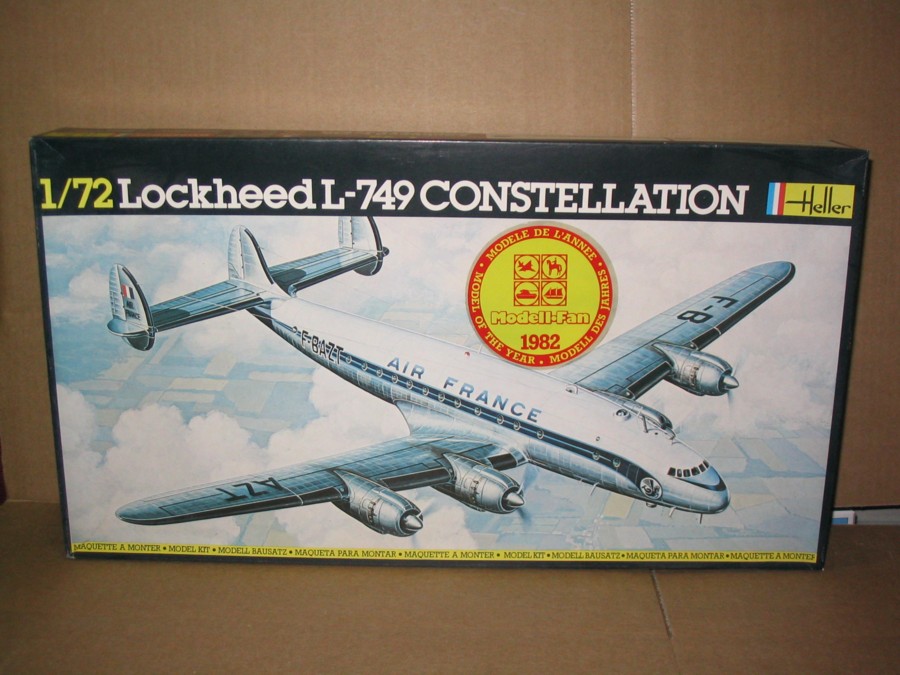 1/72 Lockheed L-749 CONSTELLATION
Heller
MODELE DE L'ANNEE • MODELL DES JAHRES • MODEL OF THE YEAR •
Modell-Fan
1982
F-BAZT
AIR FRANCE
F-B
AZT
MAQUETTE A MONTER • MODEL KIT • MODELL BAUSATZ • MAQUETA PARA MONTAR • MAQUETTE A MONTER • MODEL KIT • MODELL BAUSATZ • MAQUETA PARA MONTAR • MAQUETTE A MONTER